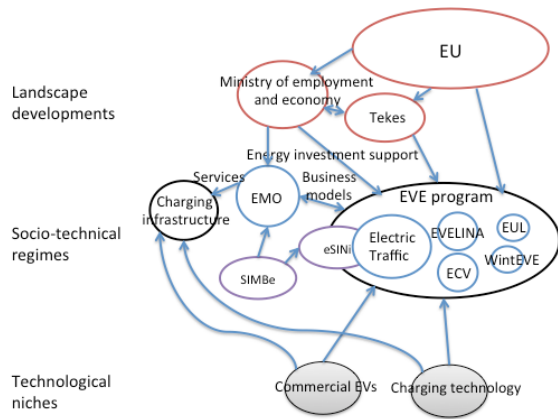 EU
Landscape
developments
Ministry of employment
and economy
Tekes
Energy investment support
Services
Business
models
Charging
infrastructure
EMO
EVE program
Socio-technical
regimes
eSINi
Electric
Traffic
EVELINA
EUL
WintEVE
ECV
SIMBe
Technological
niches
Commercial EVs
Charging technology